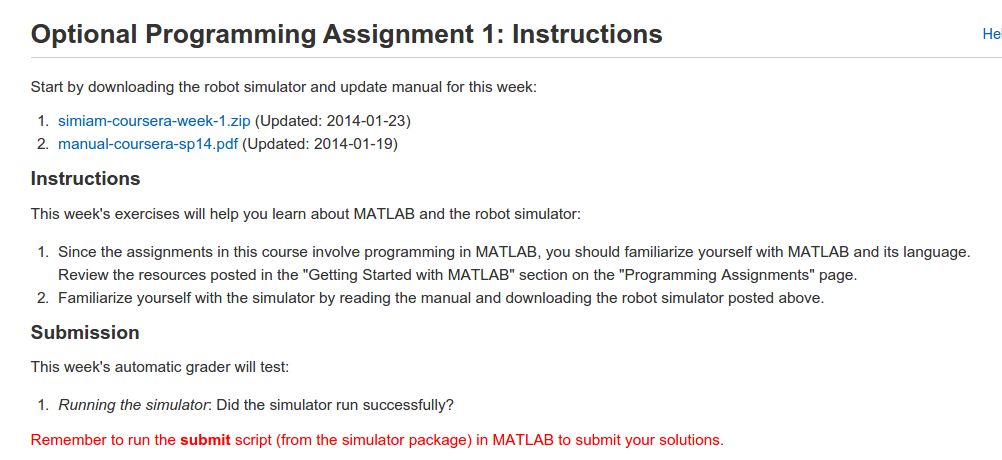 Optional Programming Assignment 1: Instructions
Start by downloading the robot simulator and update manual for this week:
1. simiam-coursera-week-1.zip (Updated: 2014-01-23)
2. manual-coursera-sp14.pdf (Updated: 2014-01-19)
Instructions
This week's exercises will help you learn about MATLAB and the robot simulator:
1. Since the assignments in this course involve programming in MATLAB, you should familiarize yourself with MATLAB and its language.
Review the resources posted in the "Getting Started with MATLAB" section on the "Programming Assignments" page.
2. Familiarize yourself with the simulator by reading the manual and downloading the robot simulator posted above.
Submission
This week's automatic grader will test:
1. Running the simulator: Did the simulator run successfully?
Remember to run the submit script (from the simulator package) in MATLAB to submit your solutions.